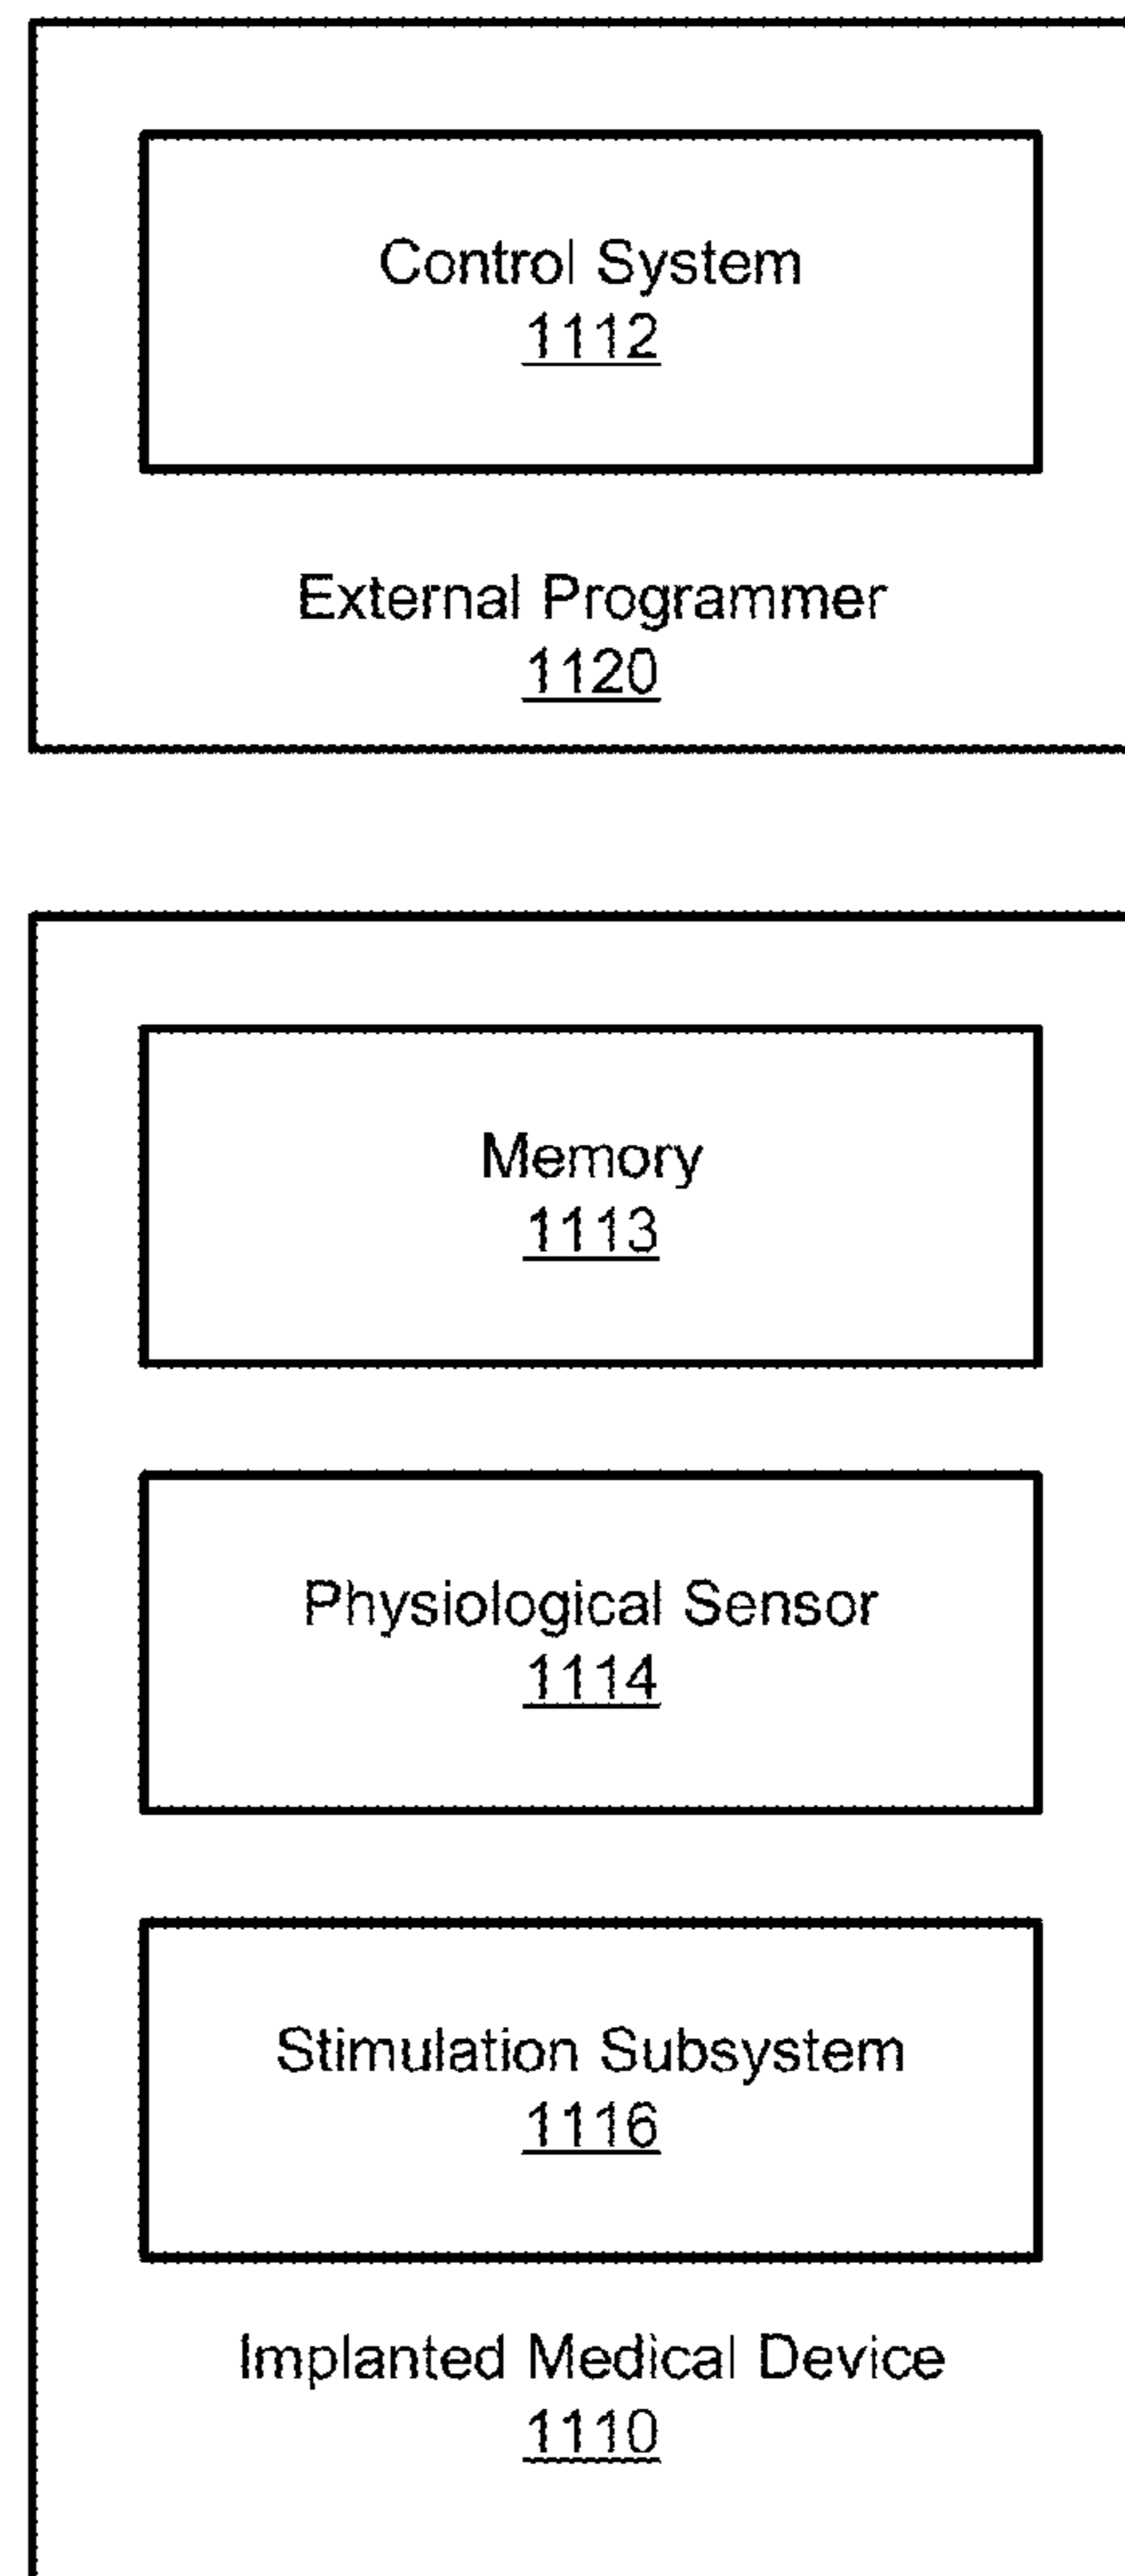 Control System
1112
External Programmer
1120
Memory
1113
Physiological Sensor
1114
Stimulation Subsystem
1116
Implanted Medical Device
1110